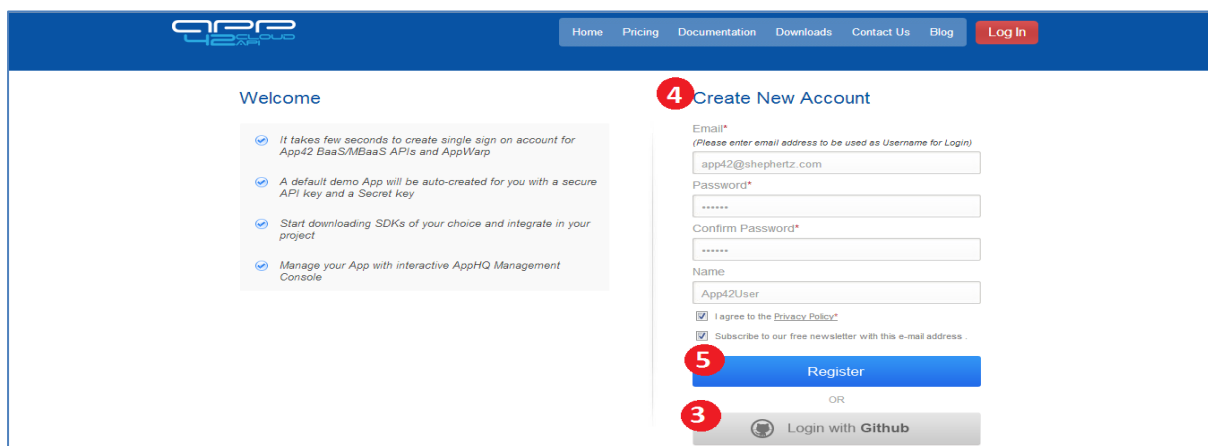 app
42 CLOUD
API
Home Pricing Documentation Downloads Contact Us Blog Log In
Welcome
It takes few seconds to create single sign on account for
App42 BaaS/MBaaS APIs and AppWarp
A default demo App will be auto-created for you with a secure
API key and a Secret key
Start downloading SDKs of your choice and integrate in your
project
Manage your App with interactive AppHQ Management
Console
4 Create New Account
Email*
(Please enter email address to be used as Username for Login)
app42@shephertz.com
Password*
••••••
Confirm Password*
••••••
Name
App42User
I agree to the Privacy Policy*
Subscribe to our free newsletter with this e-mail address .
5 Register
OR
3 Login with Github